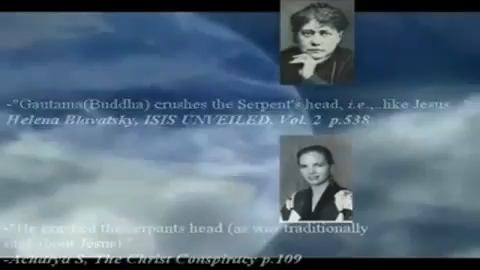 -"Gautama(Buddha) crushes the Serpent's head, i.e., like Jesus
Helena Blavatsky, ISIS UNVEILED, Vol. 2 p.538
-"He crushed the serpants head (as was traditionally
said about Jesus)"
-Acharya S, The Christ Conspiracy p.109